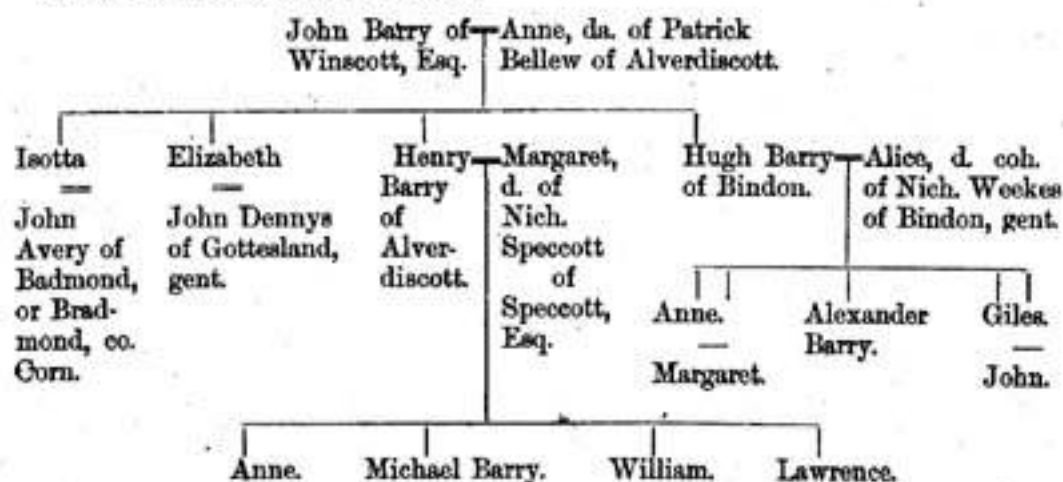 John Barry of Anne, da. of Patrick
Winscott, Esq. Bellew of Alverdiscott.
Isotta
John
Avery of
Badmond,
or Brad-
mond, co.
Corn.
Elizabeth
John Dennys
of Gottesland,
gent.
Henry
Barry
of
Alver-
discott.
Margaret,
d. of
Nich.
Speccott
of
Speccott,
Esq.
Hugh Barry
of Bindon.
Alice, d. coh.
of Nich. Weekes
of Bindon, gent.
Anne.
Margaret.
Alexander
Barry.
Giles.
John.
Anne. Michael Barry. William. Lawrence.